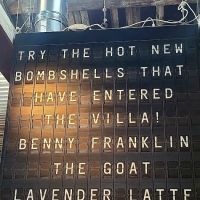 TRY THE HOT NEW
BOMBSHELLS THAT
HAVE ENTERED
THE VILLA!
BENNY FRANKLIN
THE GOAT
LAVENDER LATTE